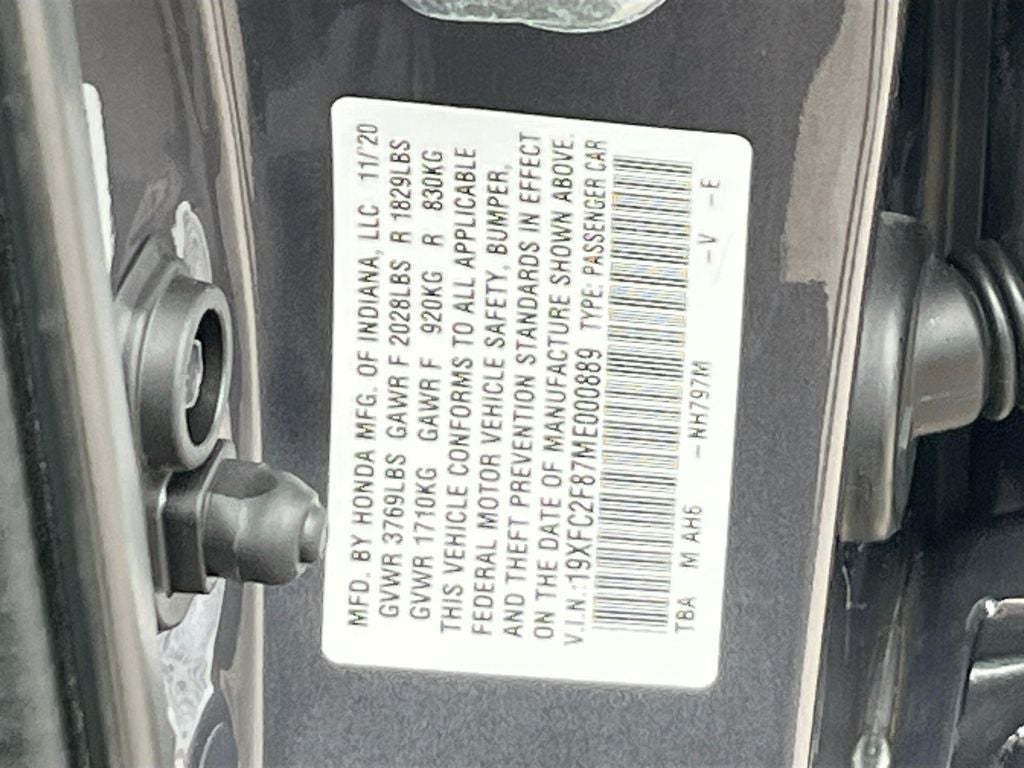 MFD. BY HONDA MFG. OF INDIANA, LLC 11/20
GVWR 3769LBS GAWR F 2028LBS R 1829LBS
GVWR 1710KG GAWR F 920KG R 830KG
THIS VEHICLE CONFORMS TO ALL APPLICABLE
FEDERAL MOTOR VEHICLE SAFETY, BUMPER,
AND THEFT PREVENTION STANDARDS IN EFFECT
ON THE DATE OF MANUFACTURE SHOWN ABOVE.
V.I.N.:19XFC2F87ME000889 TYPE: PASSENGER CAR
TBA M AH6 -NH797M -V -E